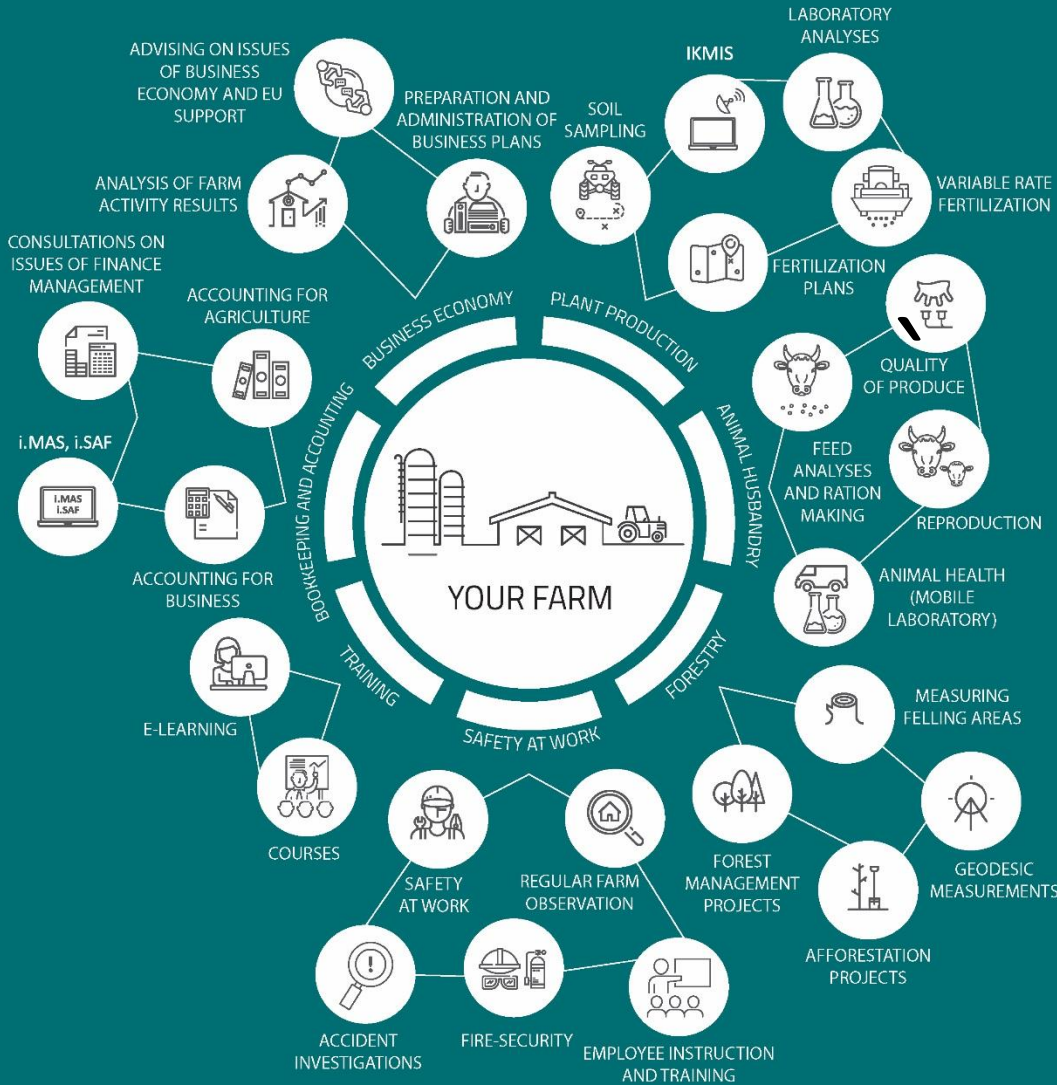 ADVISING ON ISSUES
OF BUSINESS
ECONOMY AND EU
SUPPORT
PREPARATION AND
ADMINISTRATION OF
BUSINESS PLANS
ANALYSIS OF FARM
ACTIVITY RESULTS
IKMIS
LABORATORY
ANALYSES
SOIL
SAMPLING
VARIABLE RATE
FERTILIZATION
FERTILIZATION
PLANS
CONSULTATIONS ON
ISSUES OF FINANCE
MANAGEMENT
ACCOUNTING FOR
AGRICULTURE
i.MAS, i.SAF
I.MAS
I.SAF
ACCOUNTING FOR
BUSINESS
BUSINESS ECONOMY
PLANT PRODUCTION
BOOKKEEPING AND ACCOUNTING
ANIMAL HUSBANDRY
YOUR FARM
TRAINING
FORESTRY
SAFETY AT WORK
QUALITY
OF PRODUCE
FEED
ANALYSES
AND RATION
MAKING
REPRODUCTION
ANIMAL HEALTH
(MOBILE
LABORATORY)
E-LEARNING
COURSES
MEASURING
FELLING AREAS
FOREST
MANAGEMENT
PROJECTS
GEODESIC
MEASUREMENTS
AFFORESTATION
PROJECTS
SAFETY
AT WORK
REGULAR FARM
OBSERVATION
ACCIDENT
INVESTIGATIONS
FIRE-SECURITY
EMPLOYEE INSTRUCTION
AND TRAINING